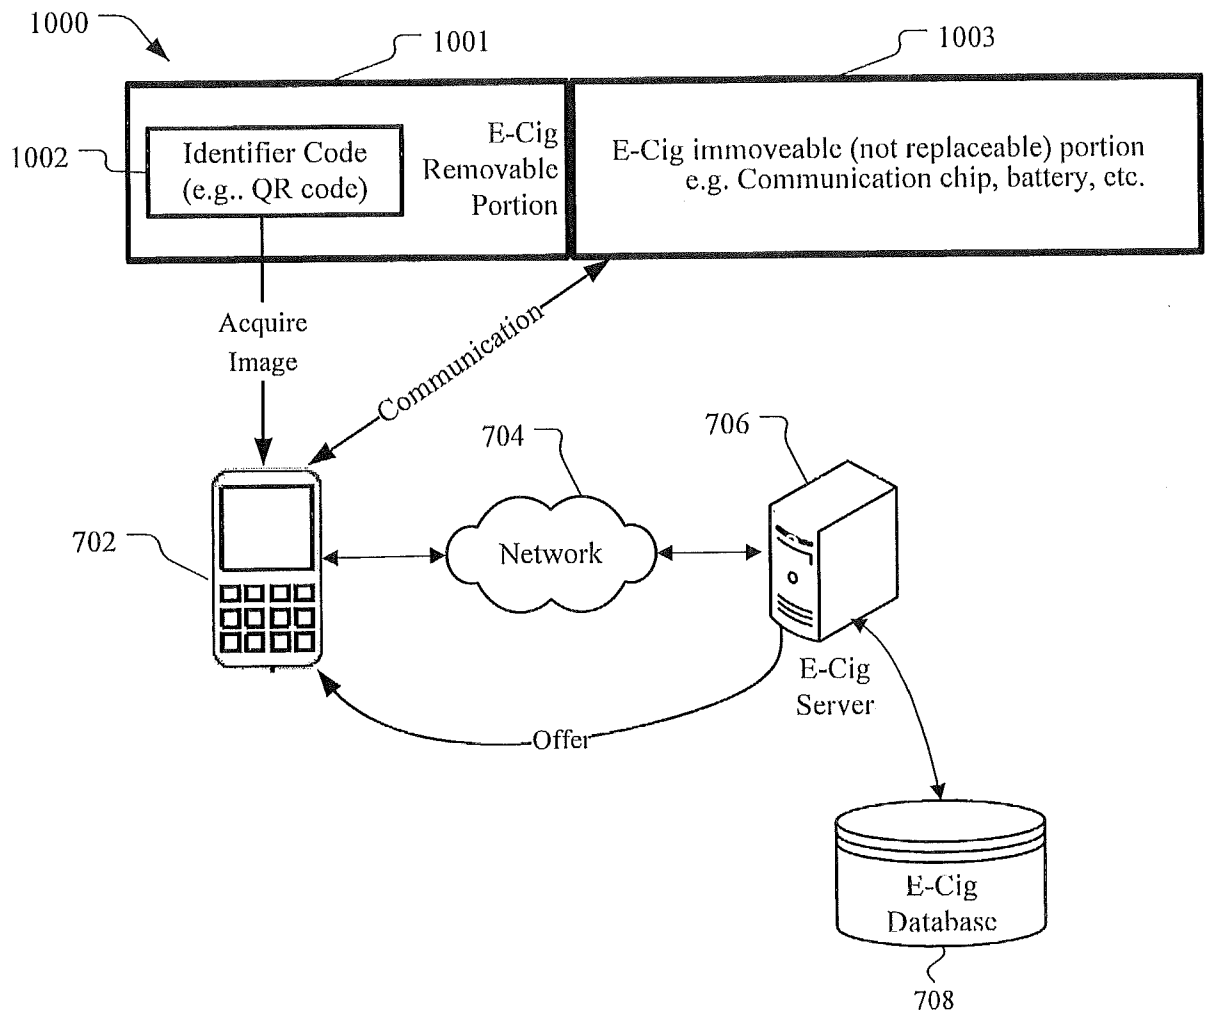 1000
1001
1003
1002
Identifier Code
(e.g.. QR code)
E-Cig
Removable
Portion
E-Cig immoveable (not replaceable) portion
e.g. Communication chip, battery, etc.
Acquire
Image
Communication
702
704
Network
706
E-Cig
Server
Offer
E-Cig
Database
708